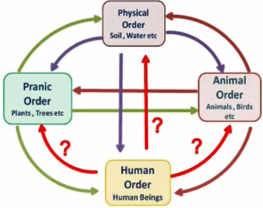 Physical
Order
Soil , Water etc
Pranic
Order
Plants , Trees etc
Animal
Order
Animals , Birds
etc
?
?
?
Human
Order
Human Beings